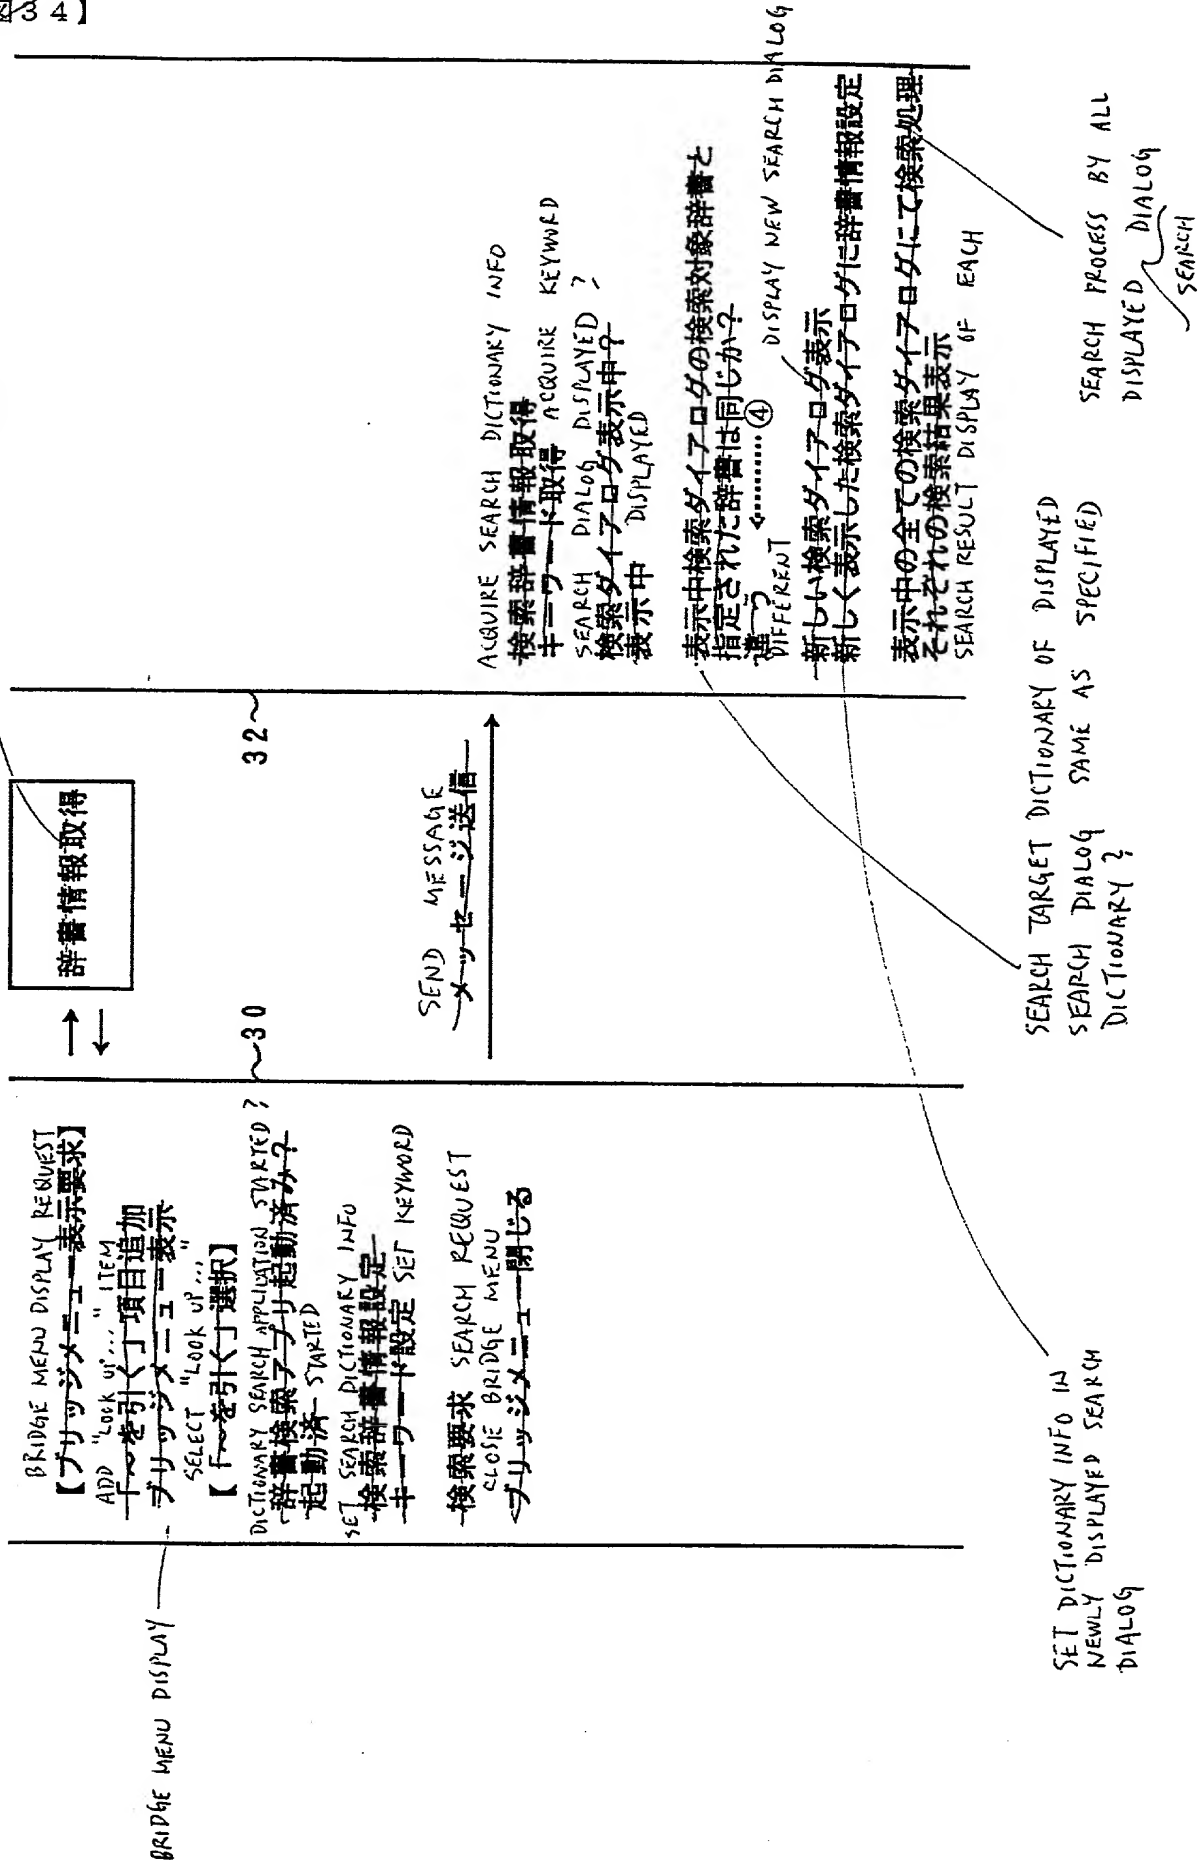 【図34】
BRIDGE MENU DISPLAY REQUEST
【ブリッジメニュー表示要求】
ADD "LOOK UP..." ITEM
「～を引く」項目追加
ブリッジメニュー表示
BRIDGE MENU DISPLAY
SELECT "LOOK UP..."
【「～を引く」選択】
DICTIONARY SEARCH APPLICATION STARTED?
辞書検索アプリ起動済み?
起動済 STARTED
SET SEARCH DICTIONARY INFO
検索辞書情報設定
キーワード設定 SET KEYWORD
検索要求 SEARCH REQUEST
CLOSE BRIDGE MENU
ブリッジメニュー閉じる
～30
辞書情報取得
32～
SEND MESSAGE
メッセージ送信
ACQUIRE SEARCH DICTIONARY INFO
検索辞書情報取得
キーワード取得 ACQUIRE KEYWORD
SEARCH DIALOG DISPLAYED ?
検索ダイアログ表示中?
表示中 DISPLAYED
表示中検索ダイアログの検索対象辞書と
指定された辞書は同じか?
違う ④
DIFFERENT
DISPLAY NEW SEARCH DIALOG
新しい検索ダイアログ表示
新しく表示した検索ダイアログに辞書情報設定
表示中の全ての検索ダイアログにて検索処理
それぞれの検索結果表示
SEARCH RESULT DISPLAY OF EACH
SET DICTIONARY INFO IN
NEWLY DISPLAYED SEARCH
DIALOG
SEARCH TARGET DICTIONARY OF DISPLAYED
SEARCH DIALOG SAME AS SPECIFIED
DICTIONARY ?
SEARCH PROCESS BY ALL
DISPLAYED DIALOG
SEARCH